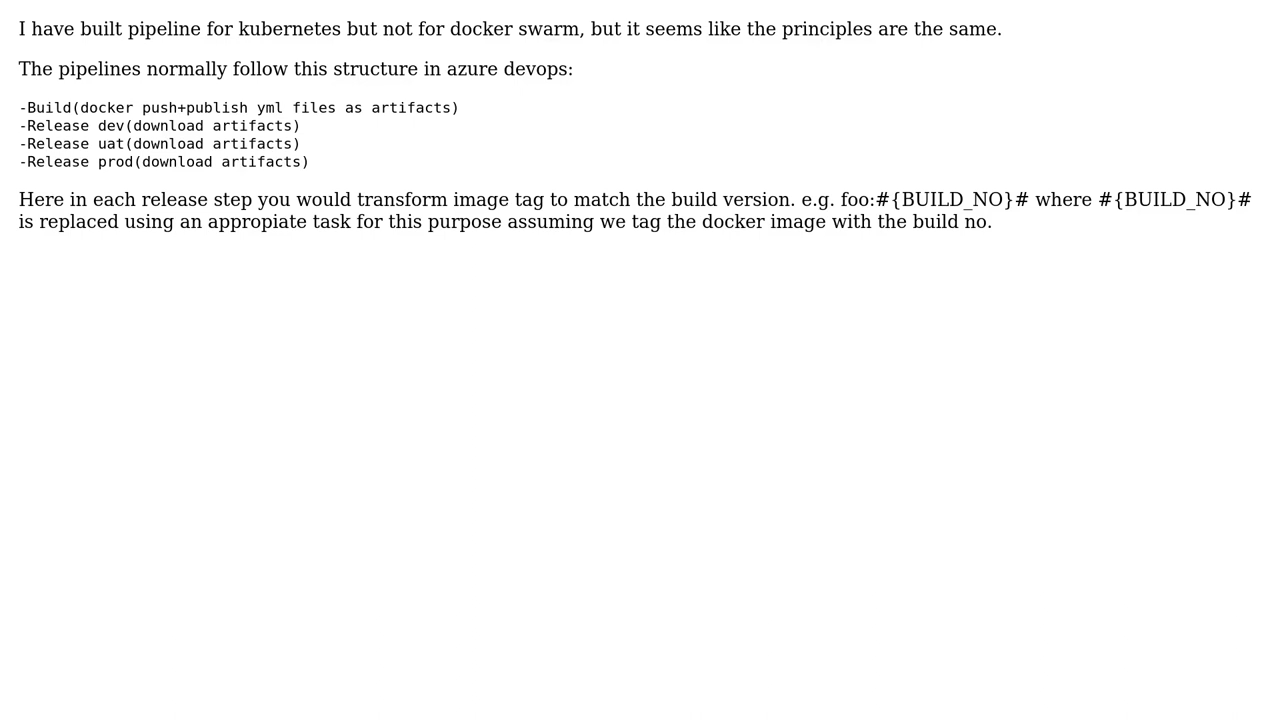 I have built pipeline for kubernetes but not for docker swarm, but it seems like the principles are the same.
The pipelines normally follow this structure in azure devops:
-Build(docker push+publish yml files as artifacts)
-Release dev(download artifacts)
-Release uat(download artifacts)
-Release prod(download artifacts)
Here in each release step you would transform image tag to match the build version. e.g. foo:#{BUILD_NO}# where #{BUILD_NO}#
is replaced using an appropiate task for this purpose assuming we tag the docker image with the build no.